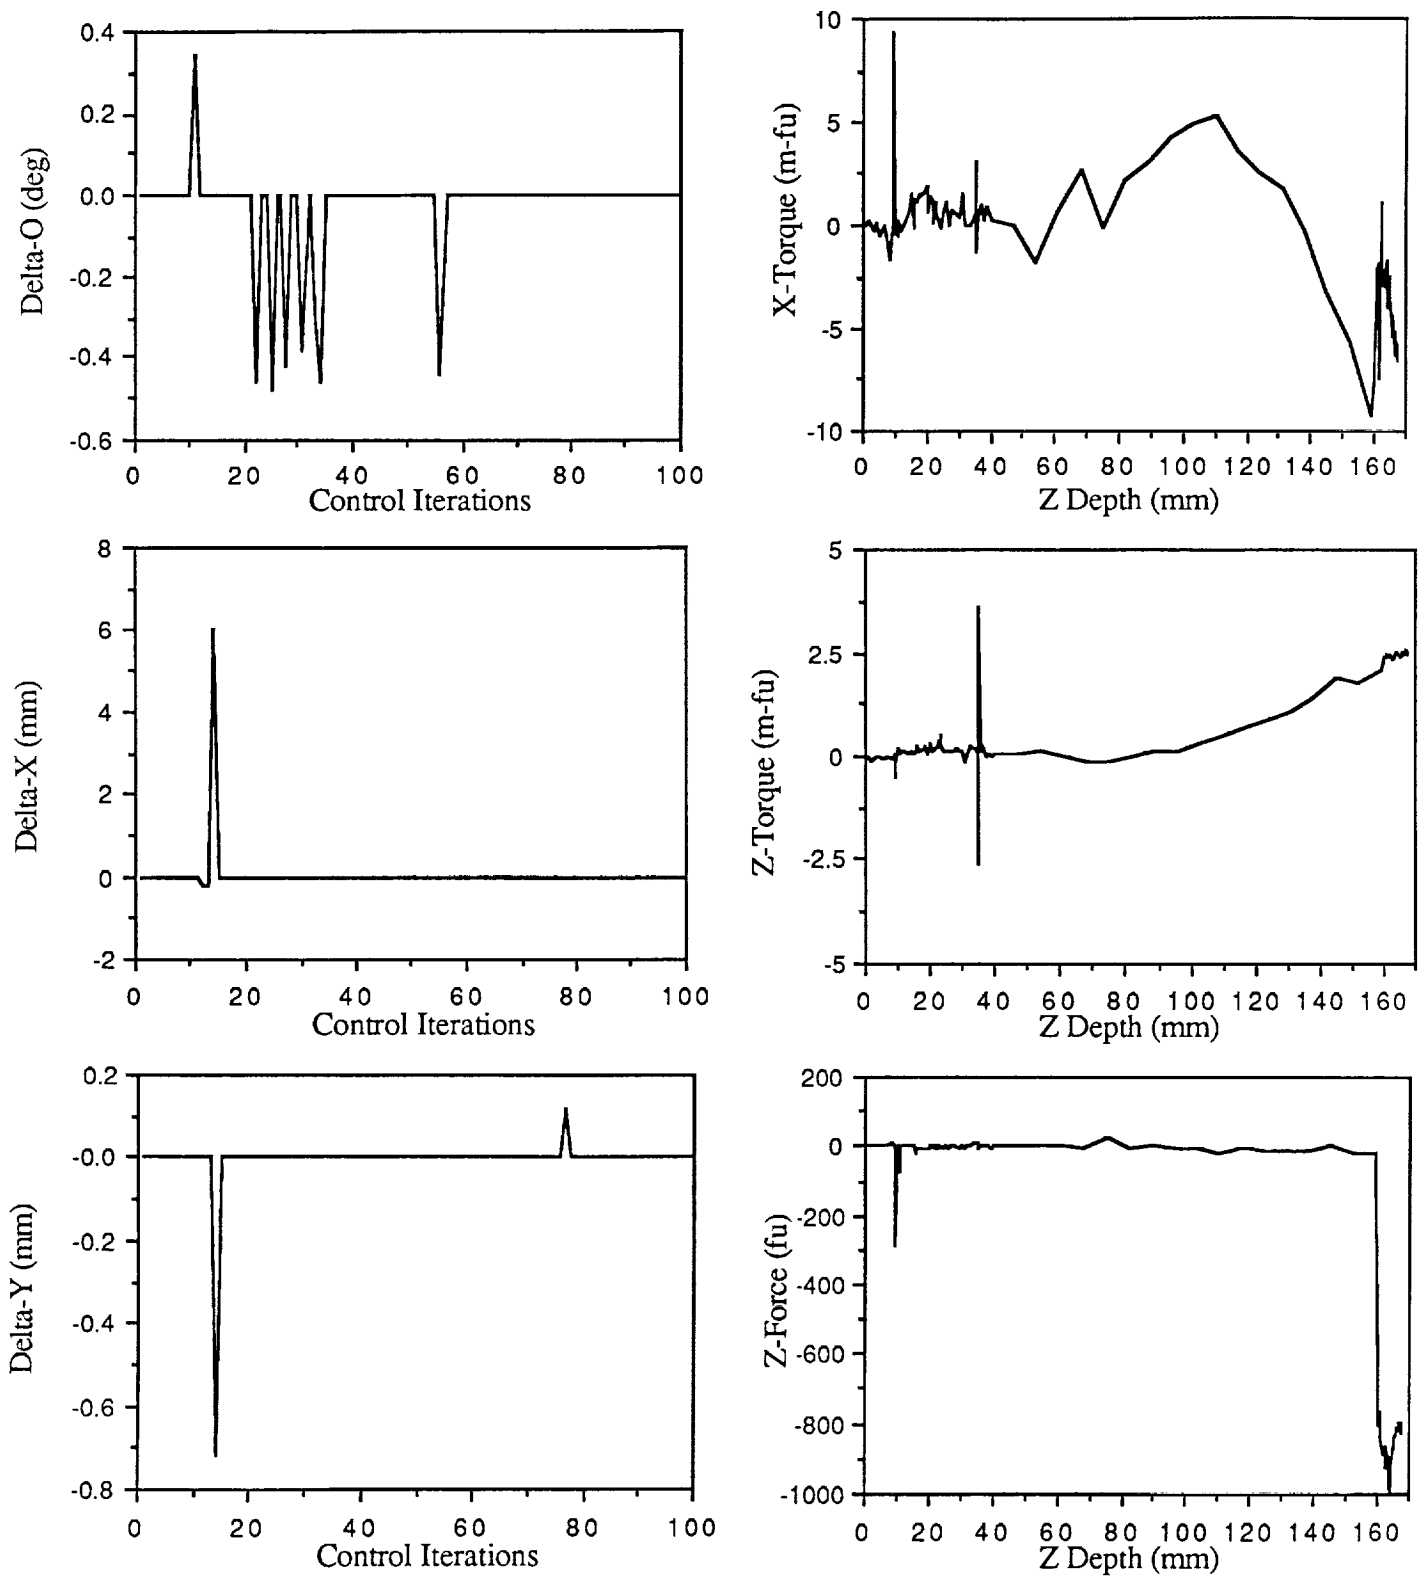 0.4
0.2
0.0
-0.2
-0.4
-0.6
Delta-O (deg)
0 20 40 60 80 100
Control Iterations
10
5
0
-5
-10
X-Torque (m-fu)
0 20 40 60 80 100 120 140 160
Z Depth (mm)
8
6
4
2
0
-2
Delta-X (mm)
0 20 40 60 80 100
Control Iterations
5
2.5
0
-2.5
-5
Z-Torque (m-fu)
0 20 40 60 80 100 120 140 160
Z Depth (mm)
0.2
-0.0
-0.2
-0.4
-0.6
-0.8
Delta-Y (mm)
0 20 40 60 80 100
Control Iterations
200
0
-200
-400
-600
-800
-1000
Z-Force (fu)
0 20 40 60 80 100 120 140 160
Z Depth (mm)